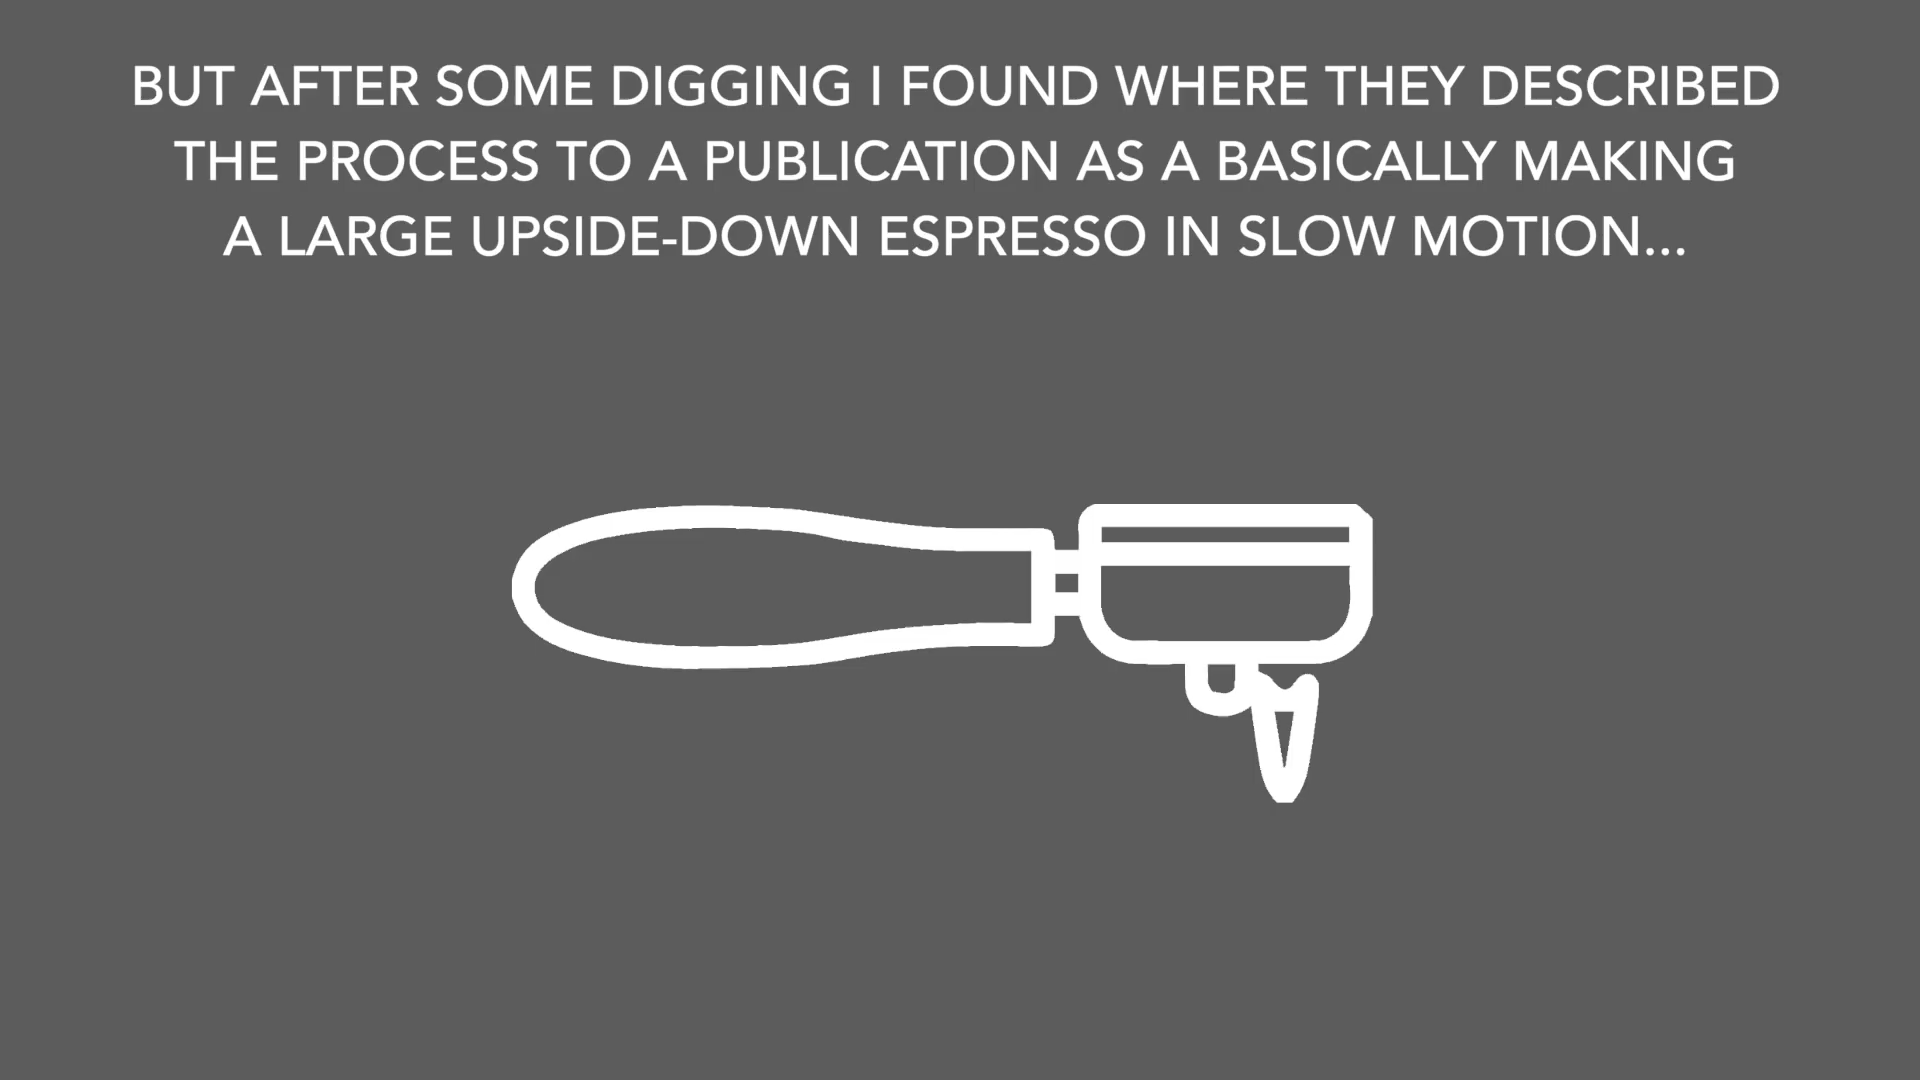 BUT AFTER SOME DIGGING I FOUND WHERE THEY DESCRIBED
THE PROCESS TO A PUBLICATION AS A BASICALLY MAKING
A LARGE UPSIDE-DOWN ESPRESSO IN SLOW MOTION...